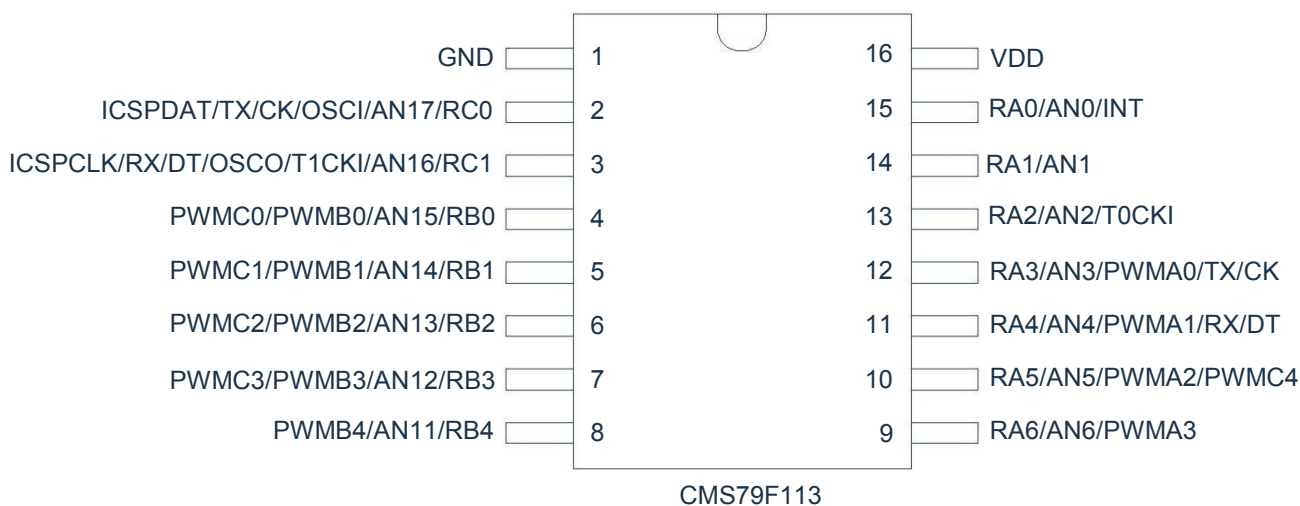 GND 1 16 VDD
ICSPDAT/TX/CK/OSCI/AN17/RC0 2 15 RA0/AN0/INT
ICSPCLK/RX/DT/OSCO/T1CKI/AN16/RC1 3 14 RA1/AN1
PWMC0/PWMB0/AN15/RB0 4 13 RA2/AN2/T0CKI
PWMC1/PWMB1/AN14/RB1 5 12 RA3/AN3/PWMA0/TX/CK
PWMC2/PWMB2/AN13/RB2 6 11 RA4/AN4/PWMA1/RX/DT
PWMC3/PWMB3/AN12/RB3 7 10 RA5/AN5/PWMA2/PWMC4
PWMB4/AN11/RB4 8 9 RA6/AN6/PWMA3
CMS79F113